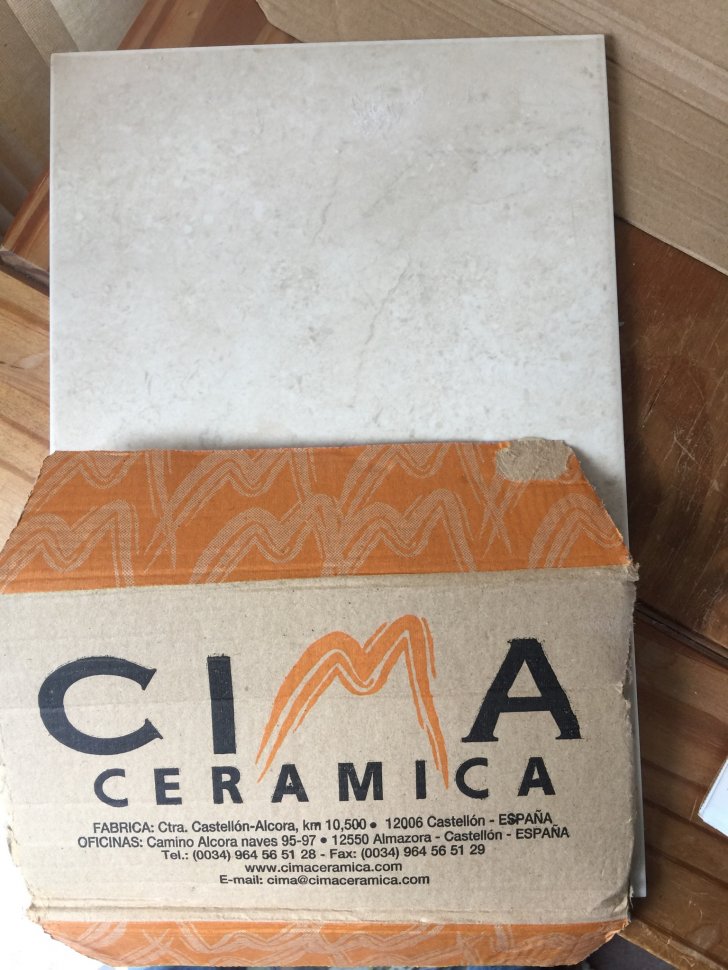 CIMA
CERAMICA
FABRICA: Ctra. Castellón-Alcora, km 10,500 • 12006 Castellón - ESPAÑA
OFICINAS: Camino Alcora naves 95-97 • 12550 Almazora - Castellón - ESPAÑA
Tel.: (0034) 964 56 51 28 - Fax: (0034) 964 56 51 29
www.cimaceramica.com
E-mail: cima@cimaceramica.com